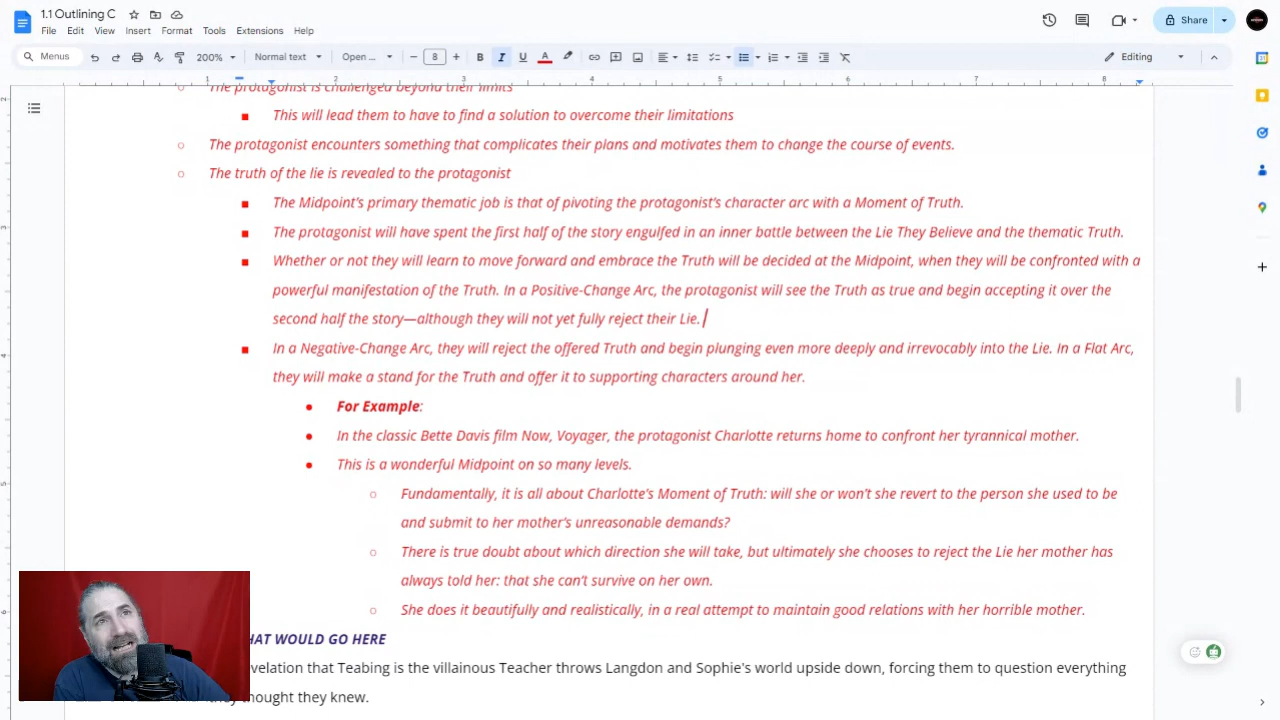 1.1 Outlining C
File Edit View Insert Format Tools Extensions Help
Share
Menus 200% Normal text Open ... 8 B I U A Editing
1 2 3 4 5 6 7 8
The protagonist is challenged beyond their limits
This will lead them to have to find a solution to overcome their limitations
The protagonist encounters something that complicates their plans and motivates them to change the course of events.
The truth of the lie is revealed to the protagonist
The Midpoint's primary thematic job is that of pivoting the protagonist's character arc with a Moment of Truth.
The protagonist will have spent the first half of the story engulfed in an inner battle between the Lie They Believe and the thematic Truth.
Whether or not they will learn to move forward and embrace the Truth will be decided at the Midpoint, when they will be confronted with a
powerful manifestation of the Truth. In a Positive-Change Arc, the protagonist will see the Truth as true and begin accepting it over the
second half the story—although they will not yet fully reject their Lie.
In a Negative-Change Arc, they will reject the offered Truth and begin plunging even more deeply and irrevocably into the Lie. In a Flat Arc,
they will make a stand for the Truth and offer it to supporting characters around her.
For Example:
In the classic Bette Davis film Now, Voyager, the protagonist Charlotte returns home to confront her tyrannical mother.
This is a wonderful Midpoint on so many levels.
Fundamentally, it is all about Charlotte's Moment of Truth: will she or won't she revert to the person she used to be
and submit to her mother's unreasonable demands?
There is true doubt about which direction she will take, but ultimately she chooses to reject the Lie her mother has
always told her: that she can't survive on her own.
She does it beautifully and realistically, in a real attempt to maintain good relations with her horrible mother.
HAT WOULD GO HERE
velation that Teabing is the villainous Teacher throws Langdon and Sophie's world upside down, forcing them to question everything
they thought they knew.